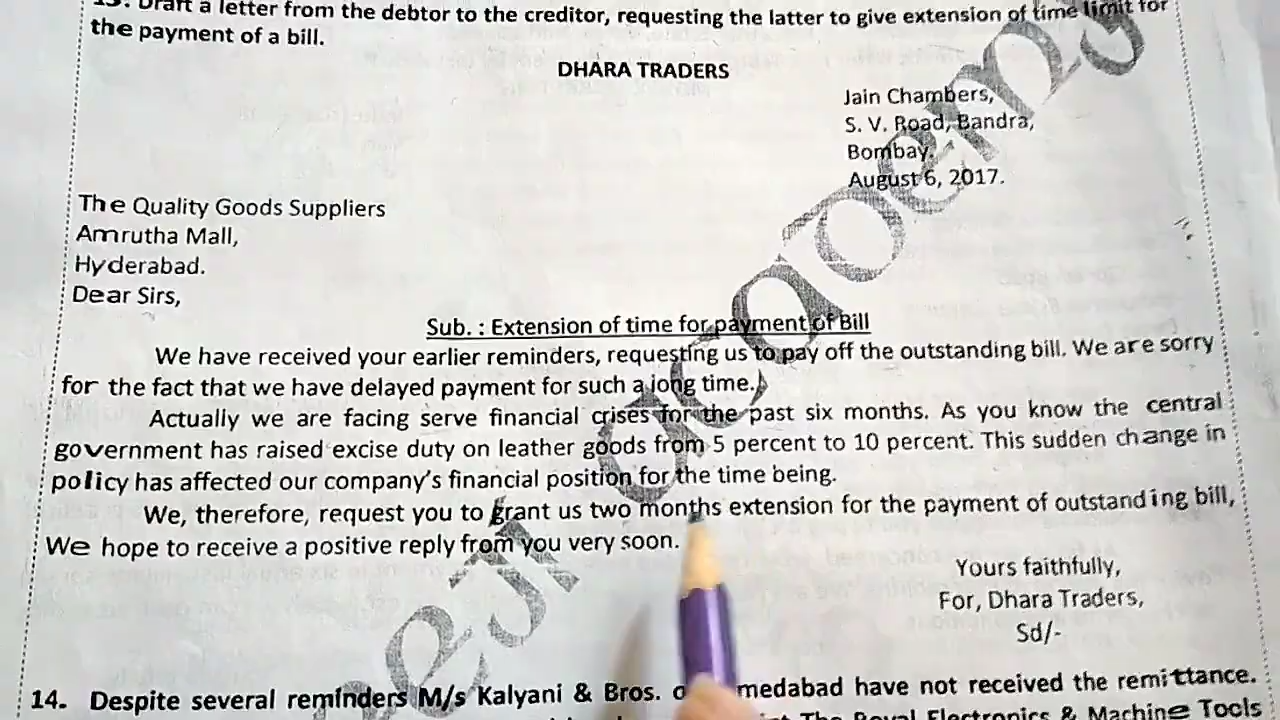 13. Draft a letter from the debtor to the creditor, requesting the latter to give extension of time limit for
the payment of a bill.
DHARA TRADERS
Jain Chambers,
S. V. Road, Bandra,
Bombay.
August 6, 2017.
The Quality Goods Suppliers
Amrutha Mall,
Hyderabad.
Dear Sirs,
Sub. : Extension of time for payment of Bill
We have received your earlier reminders, requesting us to pay off the outstanding bill. We are sorry
for the fact that we have delayed payment for such a long time.
Actually we are facing serve financial crises for the past six months. As you know the central
government has raised excise duty on leather goods from 5 percent to 10 percent. This sudden change in
policy has affected our company's financial position for the time being.
We, therefore, request you to grant us two months extension for the payment of outstanding bill,
We hope to receive a positive reply from you very soon.
Yours faithfully,
For, Dhara Traders,
Sd/-
14. Despite several reminders M/s Kalyani & Bros. medabad have not received the remittance.
The Royal Electronics & Machine Tools